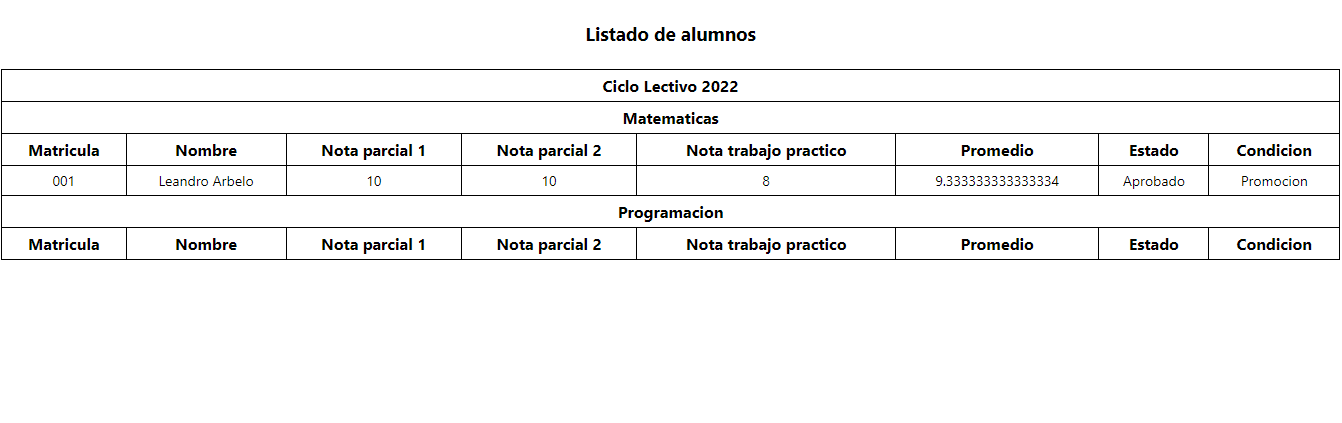 Listado de alumnos
Ciclo Lectivo 2022
Matematicas
Matricula Nombre Nota parcial 1 Nota parcial 2 Nota trabajo practico Promedio Estado Condicion
001 Leandro Arbelo 10 10 8 9.333333333333334 Aprobado Promocion
Programacion
Matricula Nombre Nota parcial 1 Nota parcial 2 Nota trabajo practico Promedio Estado Condicion